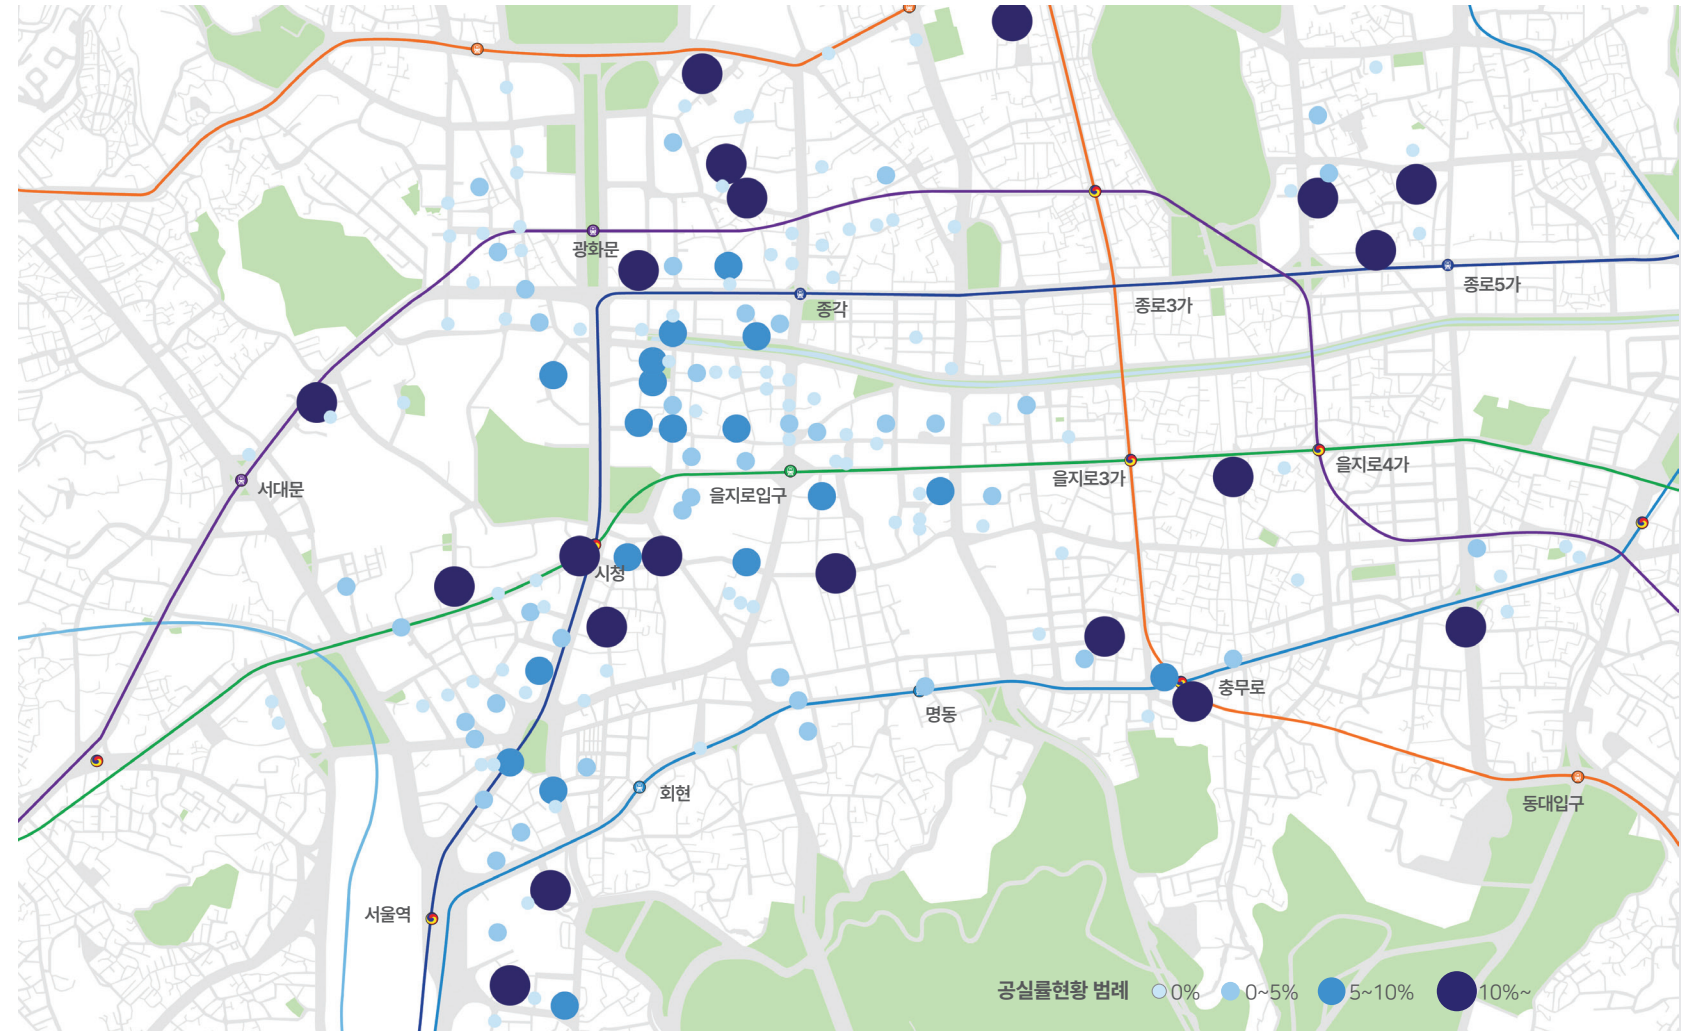 광화문
종각
종로3가
종로5가
서대문
을지로입구
을지로3가
을지로4가
시청
명동
충무로
회현
동대입구
서울역
공실률현황 범례 0% 0~5% 5~10% 10%~